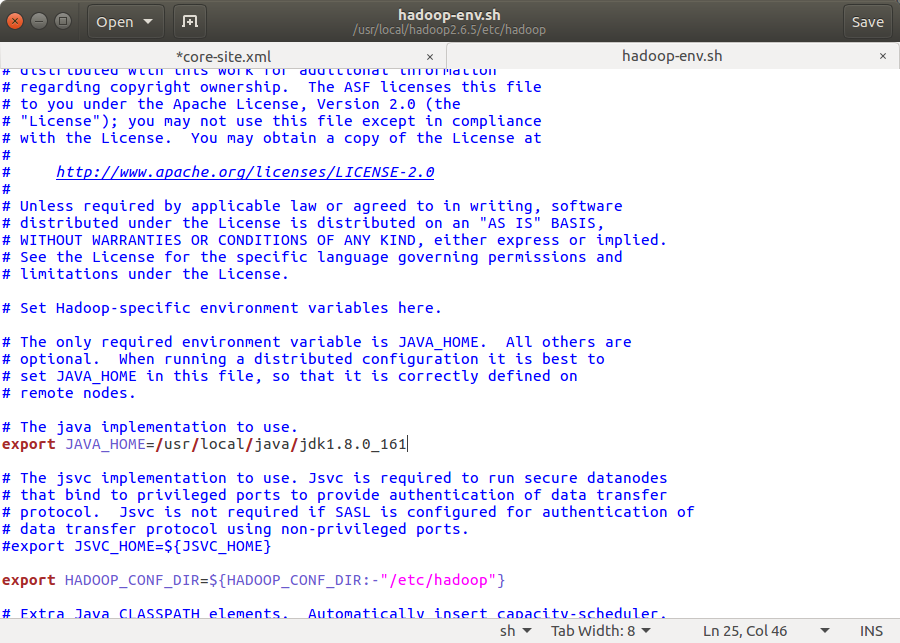 Open
hadoop-env.sh
/usr/local/hadoop2.6.5/etc/hadoop
Save
*core-site.xml ×
hadoop-env.sh ×
# distributed with this work for additional information
# regarding copyright ownership.  The ASF licenses this file
# to you under the Apache License, Version 2.0 (the
# "License"); you may not use this file except in compliance
# with the License.  You may obtain a copy of the License at
#
#     http://www.apache.org/licenses/LICENSE-2.0
#
# Unless required by applicable law or agreed to in writing, software
# distributed under the License is distributed on an "AS IS" BASIS,
# WITHOUT WARRANTIES OR CONDITIONS OF ANY KIND, either express or implied.
# See the License for the specific language governing permissions and
# limitations under the License.
# Set Hadoop-specific environment variables here.
# The only required environment variable is JAVA_HOME.  All others are
# optional.  When running a distributed configuration it is best to
# set JAVA_HOME in this file, so that it is correctly defined on
# remote nodes.
# The java implementation to use.
export JAVA_HOME=/usr/local/java/jdk1.8.0_161
# The jsvc implementation to use. Jsvc is required to run secure datanodes
# that bind to privileged ports to provide authentication of data transfer
# protocol.  Jsvc is not required if SASL is configured for authentication of
# data transfer protocol using non-privileged ports.
#export JSVC_HOME=${JSVC_HOME}
export HADOOP_CONF_DIR=${HADOOP_CONF_DIR:-"/etc/hadoop"}
# Extra Java CLASSPATH elements.  Automatically insert capacity-scheduler.
sh Tab Width: 8 Ln 25, Col 46 INS